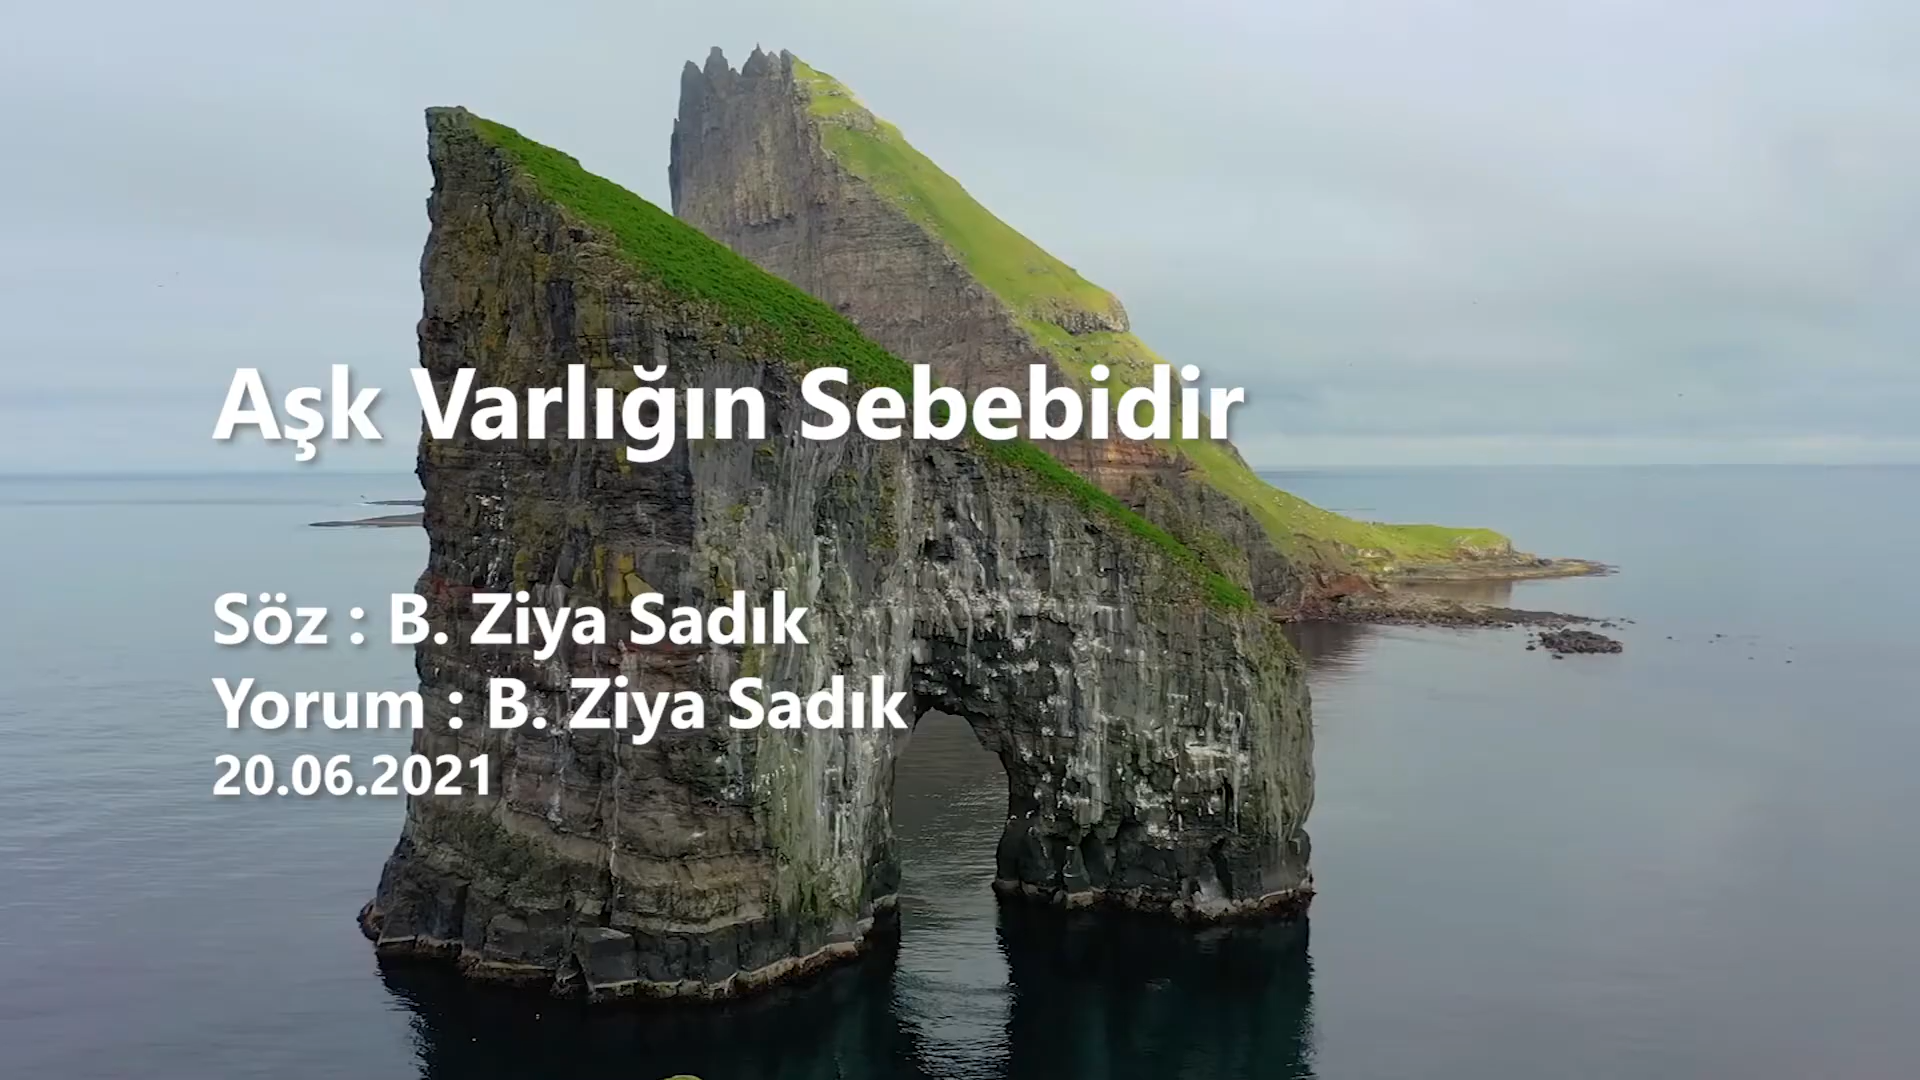 Aşk Varlığın Sebebidir
Söz : B. Ziya Sadık
Yorum : B. Ziya Sadık
20.06.2021